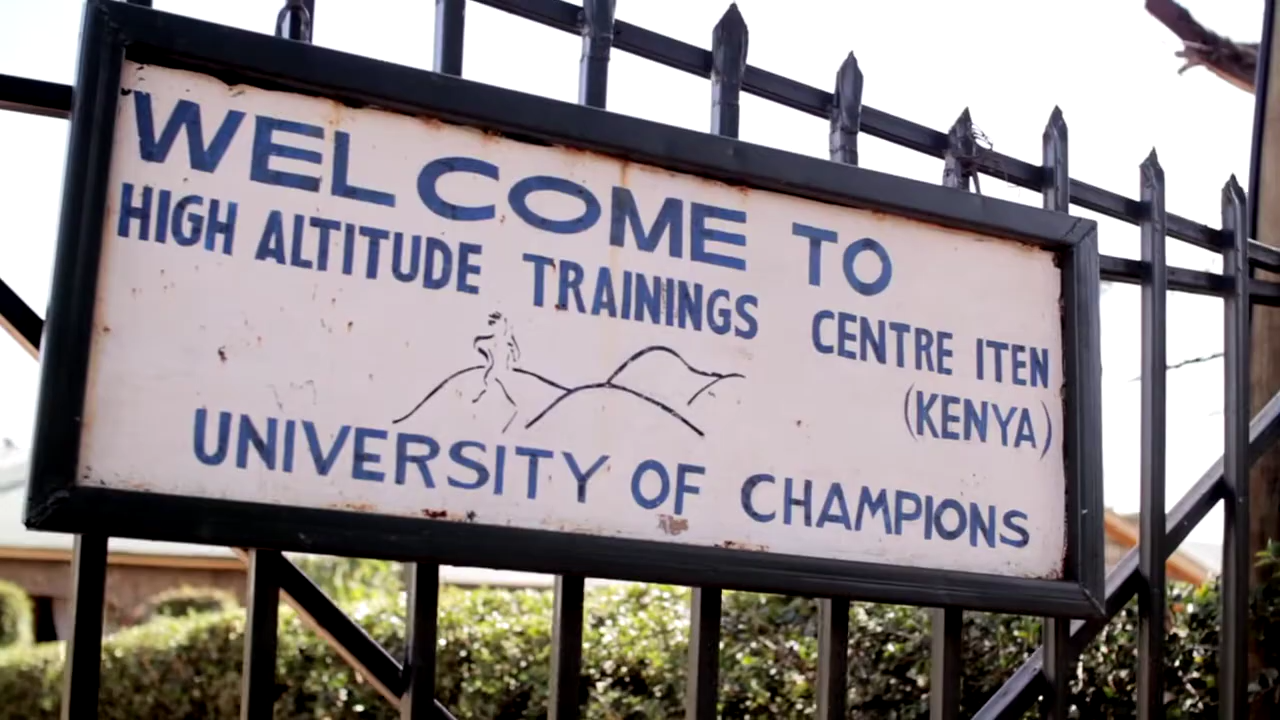 WELCOME TO
HIGH ALTITUDE TRAININGS CENTRE ITEN
(KENYA)
UNIVERSITY OF CHAMPIONS